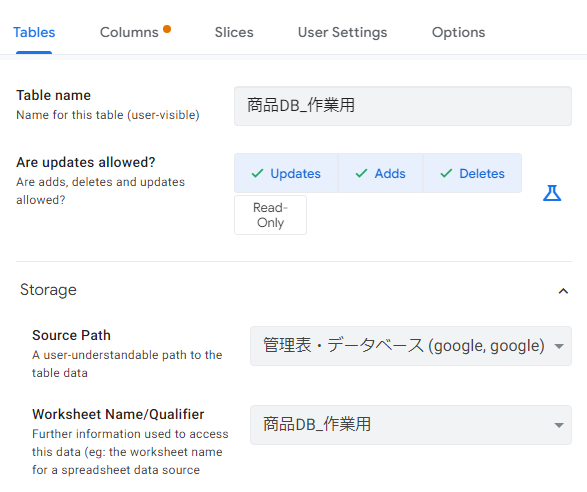 Tables Columns Slices User Settings Options
Table name
Name for this table (user-visible)
商品DB_作業用
Are updates allowed?
Are adds, deletes and updates
allowed?
Updates Adds Deletes
Read-
Only
Storage
Source Path
A user-understandable path to the
table data
管理表・データベース (google, google)
Worksheet Name/Qualifier
Further information used to access
this data (eg: the worksheet name
for a spreadsheet data source
商品DB_作業用